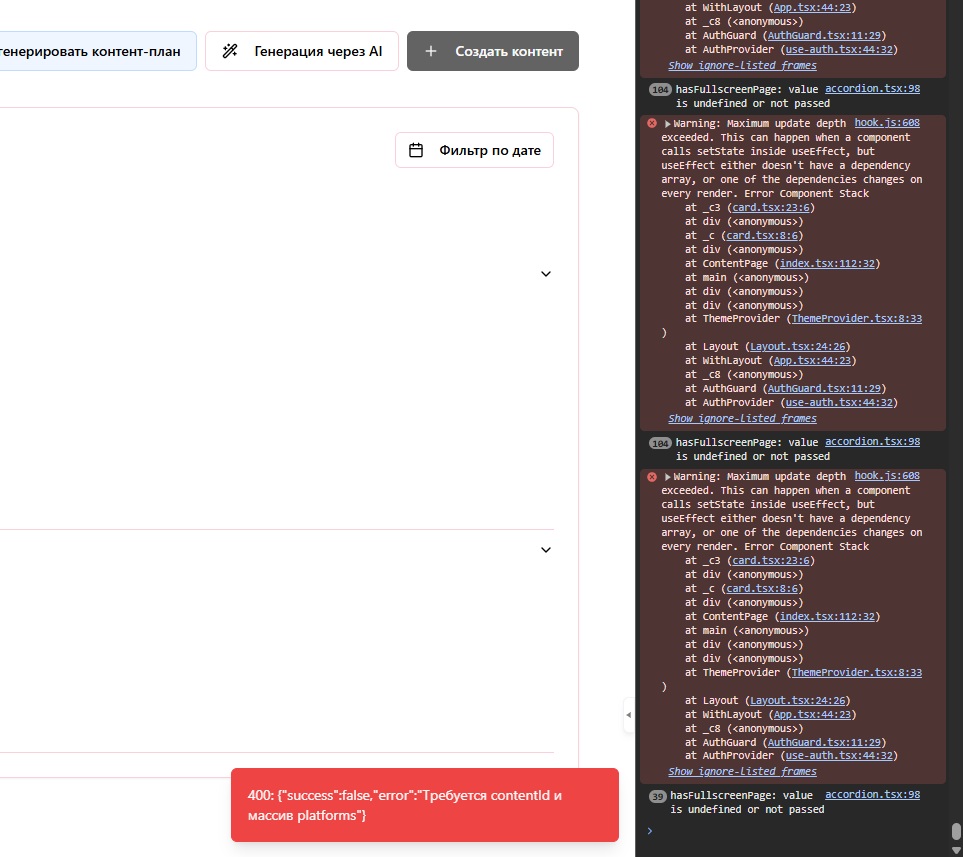 генерировать контент-план
Генерация через AI
Создать контент
Фильтр по дате
400: {"success":false,"error":"Требуется contentId и
массив platforms"}
at WithLayout (App.tsx:44:23)
at _c8 (<anonymous>)
at AuthGuard (AuthGuard.tsx:11:29)
at AuthProvider (use-auth.tsx:44:32)
Show ignore-listed frames
104 hasFullscreenPage: value accordion.tsx:98
is undefined or not passed
Warning: Maximum update depth hook.js:608
exceeded. This can happen when a component
calls setState inside useEffect, but
useEffect either doesn't have a dependency
array, or one of the dependencies changes on
every render. Error Component Stack
at _c3 (card.tsx:23:6)
at div (<anonymous>)
at _c (card.tsx:8:6)
at div (<anonymous>)
at ContentPage (index.tsx:112:32)
at main (<anonymous>)
at div (<anonymous>)
at div (<anonymous>)
at ThemeProvider (ThemeProvider.tsx:8:33
)
at Layout (Layout.tsx:24:26)
at WithLayout (App.tsx:44:23)
at _c8 (<anonymous>)
at AuthGuard (AuthGuard.tsx:11:29)
at AuthProvider (use-auth.tsx:44:32)
Show ignore-listed frames
104 hasFullscreenPage: value accordion.tsx:98
is undefined or not passed
Warning: Maximum update depth hook.js:608
exceeded. This can happen when a component
calls setState inside useEffect, but
useEffect either doesn't have a dependency
array, or one of the dependencies changes on
every render. Error Component Stack
at _c3 (card.tsx:23:6)
at div (<anonymous>)
at _c (card.tsx:8:6)
at div (<anonymous>)
at ContentPage (index.tsx:112:32)
at main (<anonymous>)
at div (<anonymous>)
at div (<anonymous>)
at ThemeProvider (ThemeProvider.tsx:8:33
)
at Layout (Layout.tsx:24:26)
at WithLayout (App.tsx:44:23)
at _c8 (<anonymous>)
at AuthGuard (AuthGuard.tsx:11:29)
at AuthProvider (use-auth.tsx:44:32)
Show ignore-listed frames
39 hasFullscreenPage: value accordion.tsx:98
is undefined or not passed